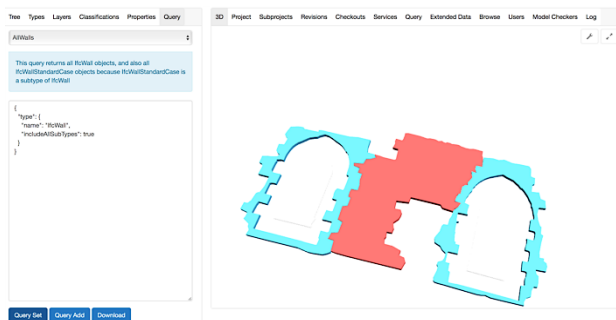 Tree Types Layers Classifications Properties Query
3D Project Subprojects Revisions Checkouts Services Query Extended Data Browse Users Model Checkers Log
AllWalls
This query returns all IfcWall objects, and also all
IfcWallStandardCase objects because IfcWallStandardCase is
a subtype of IfcWall
{
"type": {
"name": "IfcWall",
"includeAllSubTypes": true
}
}
Query Set Query Add Download